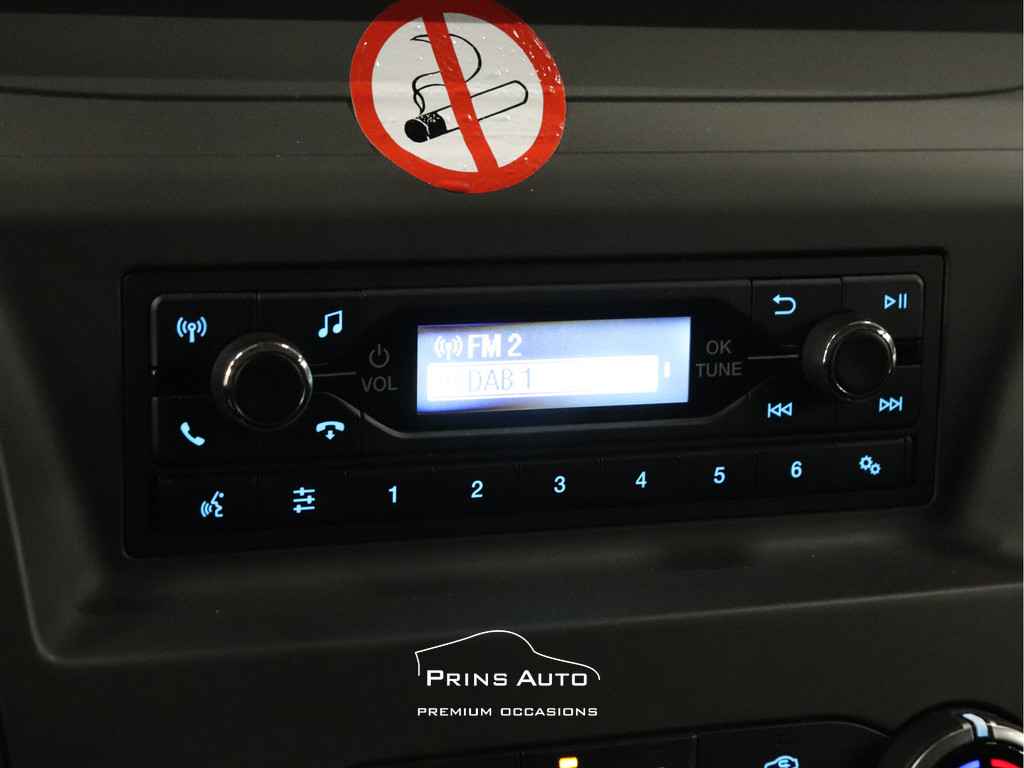 FM 2
DAB 1
VOL
OK
TUNE
1 2 3 4 5 6
PRINS AUTO
PREMIUM OCCASIONS